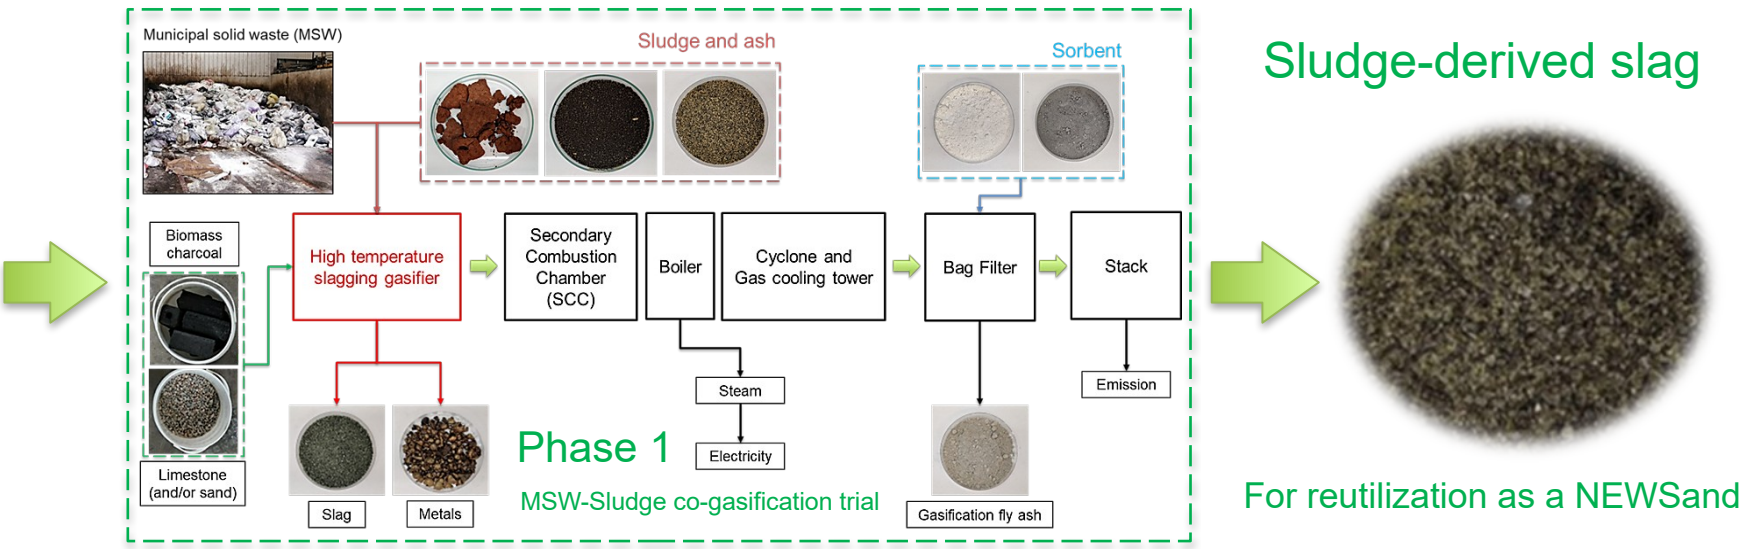 Municipal solid waste (MSW)
Sludge and ash
Sorbent
Sludge-derived slag
Biomass
charcoal
High temperature
slagging gasifier
Secondary
Combustion
Chamber
(SCC)
Boiler
Cyclone and
Gas cooling tower
Bag Filter
Stack
Steam
Emission
Electricity
Limestone
(and/or sand)
Slag
Metals
Phase 1
MSW-Sludge co-gasification trial
Gasification fly ash
For reutilization as a NEWSand